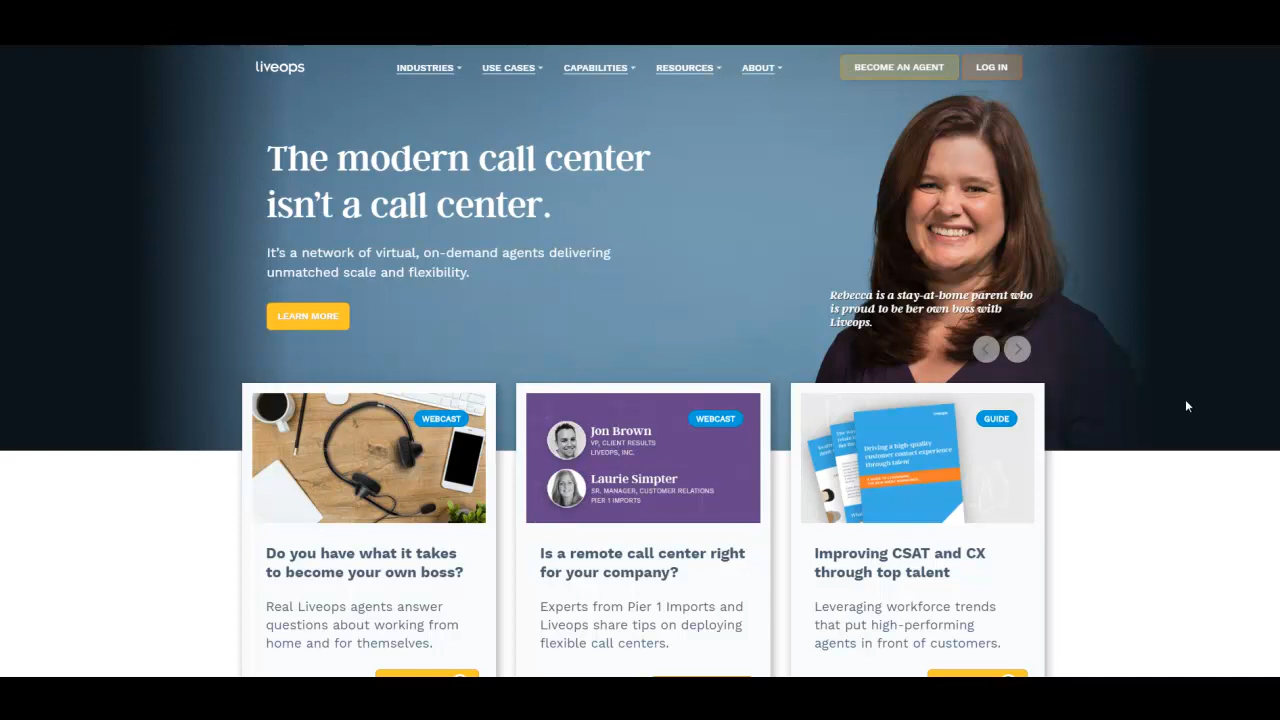 liveops
INDUSTRIES
USE CASES
CAPABILITIES
RESOURCES
ABOUT
BECOME AN AGENT
LOG IN
The modern call center
isn't a call center.
It's a network of virtual, on-demand agents delivering
unmatched scale and flexibility.
LEARN MORE
Rebecca is a stay-at-home parent who
is proud to be her own boss with
Liveops.
WEBCAST
Do you have what it takes
to become your own boss?
Real Liveops agents answer
questions about working from
home and for themselves.
WEBCAST
Jon Brown
VP, CLIENT RESULTS
LIVEOPS, INC.
Laurie Simpter
SR. MANAGER, CUSTOMER RELATIONS
PIER 1 IMPORTS
Is a remote call center right
for your company?
Experts from Pier 1 Imports and
Liveops share tips on deploying
flexible call centers.
GUIDE
Driving a high-quality
customer contact experience
through talent
Improving CSAT and CX
through top talent
Leveraging workforce trends
that put high-performing
agents in front of customers.